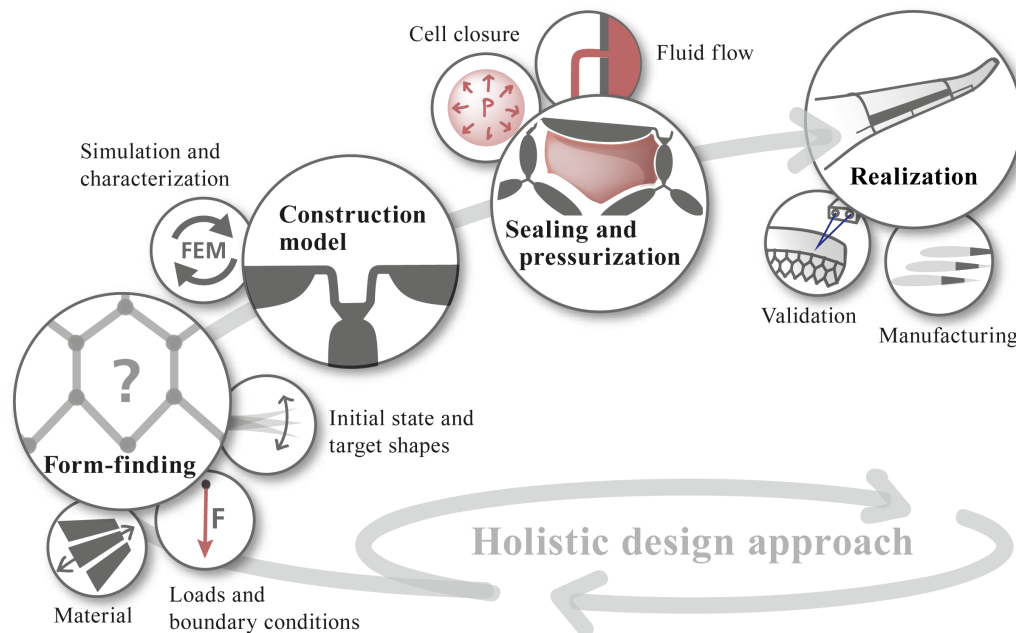 Cell closure
Fluid flow
P
Simulation and
characterization
FEM
Construction
model
Sealing and
pressurization
Realization
Validation
Manufacturing
?
Form-finding
Initial state and
target shapes
F
Material
Loads and
boundary conditions
Holistic design approach